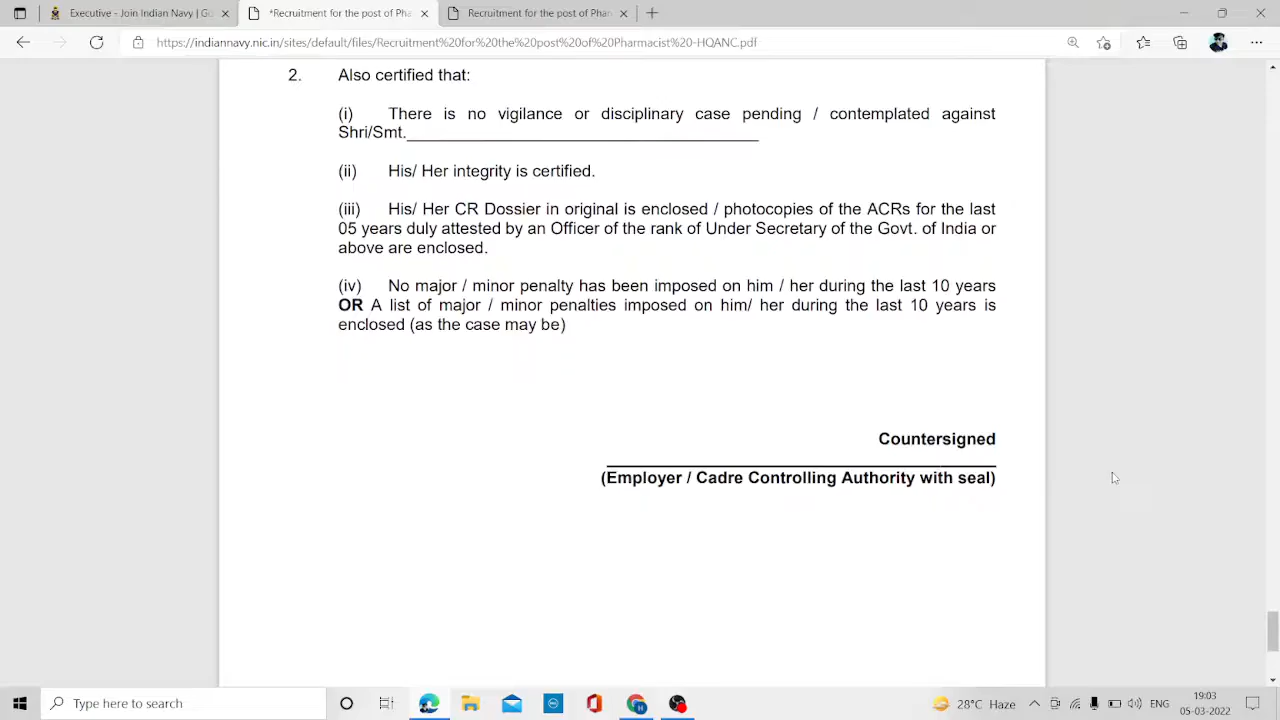 Executive - Join Indian Navy | Go
*Recruitment for the post of Pha
Recruitment for the post of Phar
https://indiannavy.nic.in/sites/default/files/Recruitment%20for%20the%20post%20of%20Pharmacist%20-HQANC.pdf
2. Also certified that:
(i) There is no vigilance or disciplinary case pending / contemplated against
Shri/Smt.
(ii) His/ Her integrity is certified.
(iii) His/ Her CR Dossier in original is enclosed / photocopies of the ACRs for the last
05 years duly attested by an Officer of the rank of Under Secretary of the Govt. of India or
above are enclosed.
(iv) No major / minor penalty has been imposed on him / her during the last 10 years
OR A list of major / minor penalties imposed on him/ her during the last 10 years is
enclosed (as the case may be)
Countersigned
(Employer / Cadre Controlling Authority with seal)
Type here to search
28°C Haze
ENG
19:03
05-03-2022